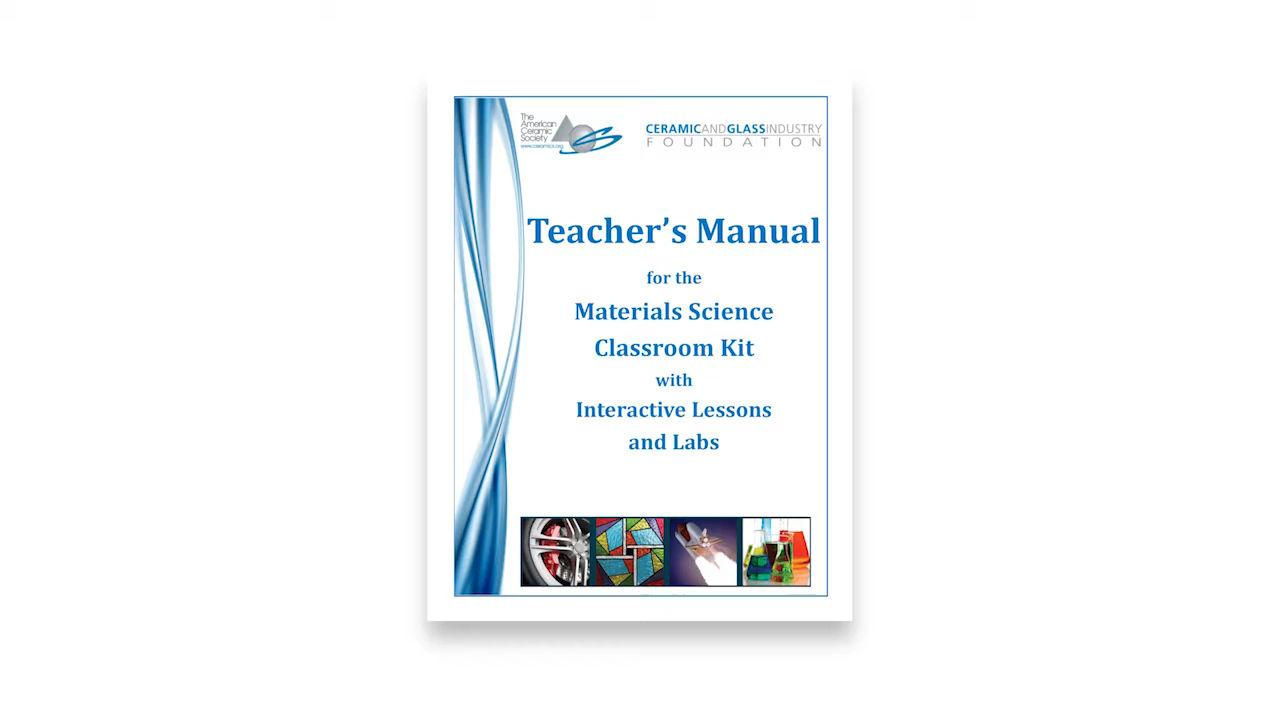 The
American
Ceramic
Society
www.ceramics.org
CERAMICANDGLASSINDUSTRY
FOUNDATION
Teacher's Manual
for the
Materials Science
Classroom Kit
with
Interactive Lessons
and Labs